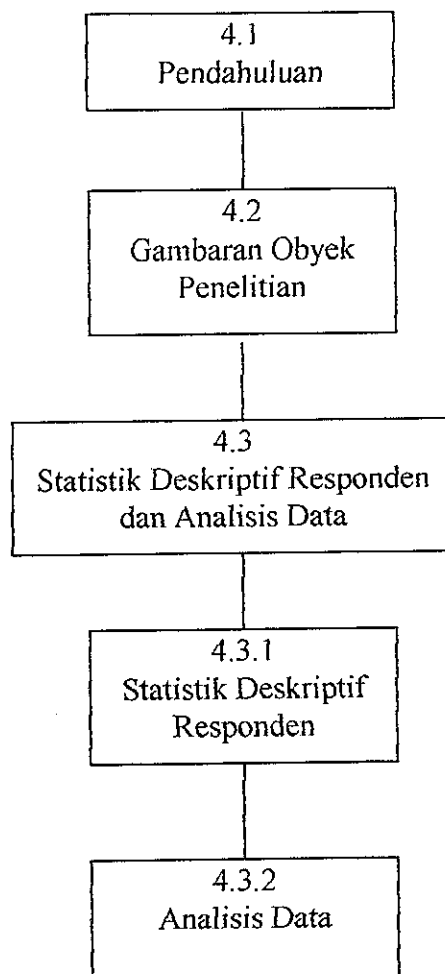 4.1
Pendahuluan
4.2
Gambaran Obyek
Penelitian
4.3
Statistik Deskriptif Responden
dan Analisis Data
4.3.1
Statistik Deskriptif
Responden
4.3.2
Analisis Data